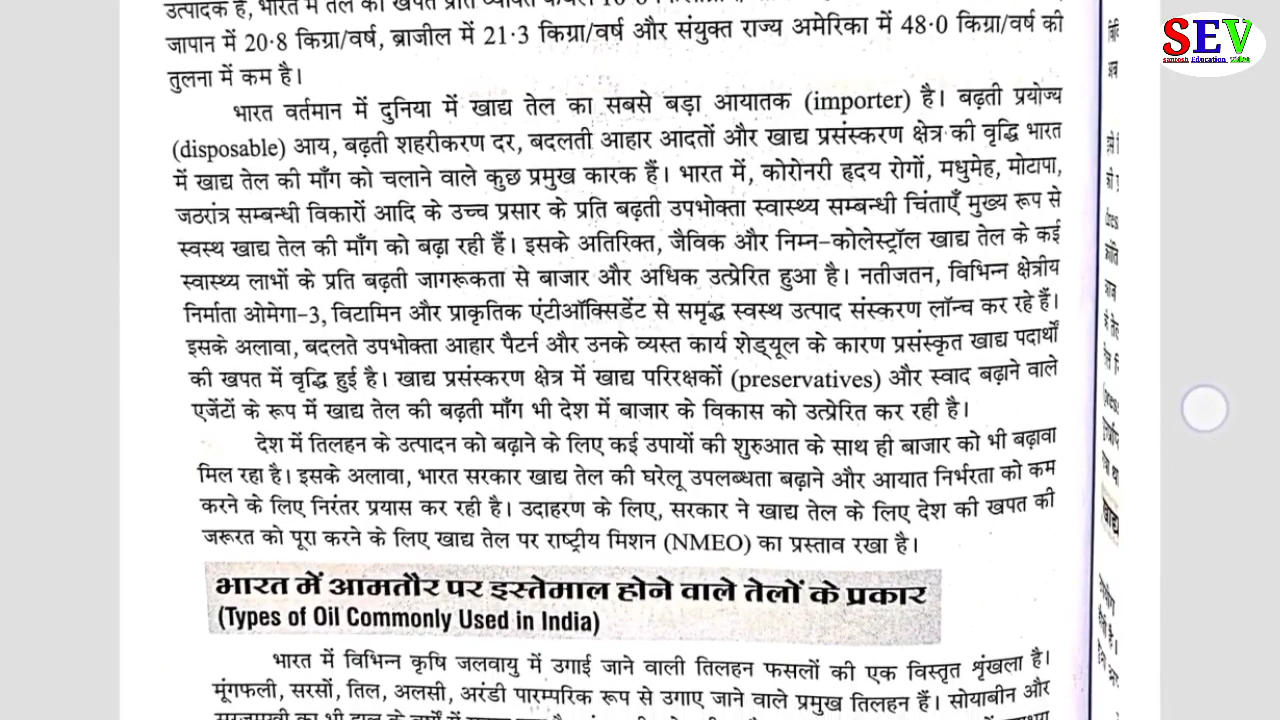 उत्पादक है, भारत में तेल की खपत प्रति व्यक्ति
जापान में 20·8 किग्रा/वर्ष, ब्राजील में 21·3 किग्रा/वर्ष और संयुक्त राज्य अमेरिका में 48·0 किग्रा/वर्ष की
तुलना में कम है।
भारत वर्तमान में दुनिया में खाद्य तेल का सबसे बड़ा आयातक (importer) है। बढ़ती प्रयोज्य
(disposable) आय, बढ़ती शहरीकरण दर, बदलती आहार आदतों और खाद्य प्रसंस्करण क्षेत्र की वृद्धि भारत
में खाद्य तेल की माँग को चलाने वाले कुछ प्रमुख कारक हैं। भारत में, कोरोनरी हृदय रोगों, मधुमेह, मोटापा,
जठरांत्र सम्बन्धी विकारों आदि के उच्च प्रसार के प्रति बढ़ती उपभोक्ता स्वास्थ्य सम्बन्धी चिंताएँ मुख्य रूप से
स्वस्थ खाद्य तेल की माँग को बढ़ा रही हैं। इसके अतिरिक्त, जैविक और निम्न-कोलेस्ट्रॉल खाद्य तेल के कई
स्वास्थ्य लाभों के प्रति बढ़ती जागरूकता से बाजार और अधिक उत्प्रेरित हुआ है। नतीजतन, विभिन्न क्षेत्रीय
निर्माता ओमेगा-3, विटामिन और प्राकृतिक एंटीऑक्सिडेंट से समृद्ध स्वस्थ उत्पाद संस्करण लॉन्च कर रहे हैं।
इसके अलावा, बदलते उपभोक्ता आहार पैटर्न और उनके व्यस्त कार्य शेड्यूल के कारण प्रसंस्कृत खाद्य पदार्थों
की खपत में वृद्धि हुई है। खाद्य प्रसंस्करण क्षेत्र में खाद्य परिरक्षकों (preservatives) और स्वाद बढ़ाने वाले
एजेंटों के रूप में खाद्य तेल की बढ़ती माँग भी देश में बाजार के विकास को उत्प्रेरित कर रही है।
देश में तिलहन के उत्पादन को बढ़ाने के लिए कई उपायों की शुरुआत के साथ ही बाजार को भी बढ़ावा
मिल रहा है। इसके अलावा, भारत सरकार खाद्य तेल की घरेलू उपलब्धता बढ़ाने और आयात निर्भरता को कम
करने के लिए निरंतर प्रयास कर रही है। उदाहरण के लिए, सरकार ने खाद्य तेल के लिए देश की खपत की
जरूरत को पूरा करने के लिए खाद्य तेल पर राष्ट्रीय मिशन (NMEO) का प्रस्ताव रखा है।
भारत में आमतौर पर इस्तेमाल होने वाले तेलों के प्रकार
(Types of Oil Commonly Used in India)
भारत में विभिन्न कृषि जलवायु में उगाई जाने वाली तिलहन फसलों की एक विस्तृत शृंखला है।
मूंगफली, सरसों, तिल, अलसी, अरंडी पारम्परिक रूप से उगाए जाने वाले प्रमुख तिलहन हैं। सोयाबीन और
SEV
santosh Education Video